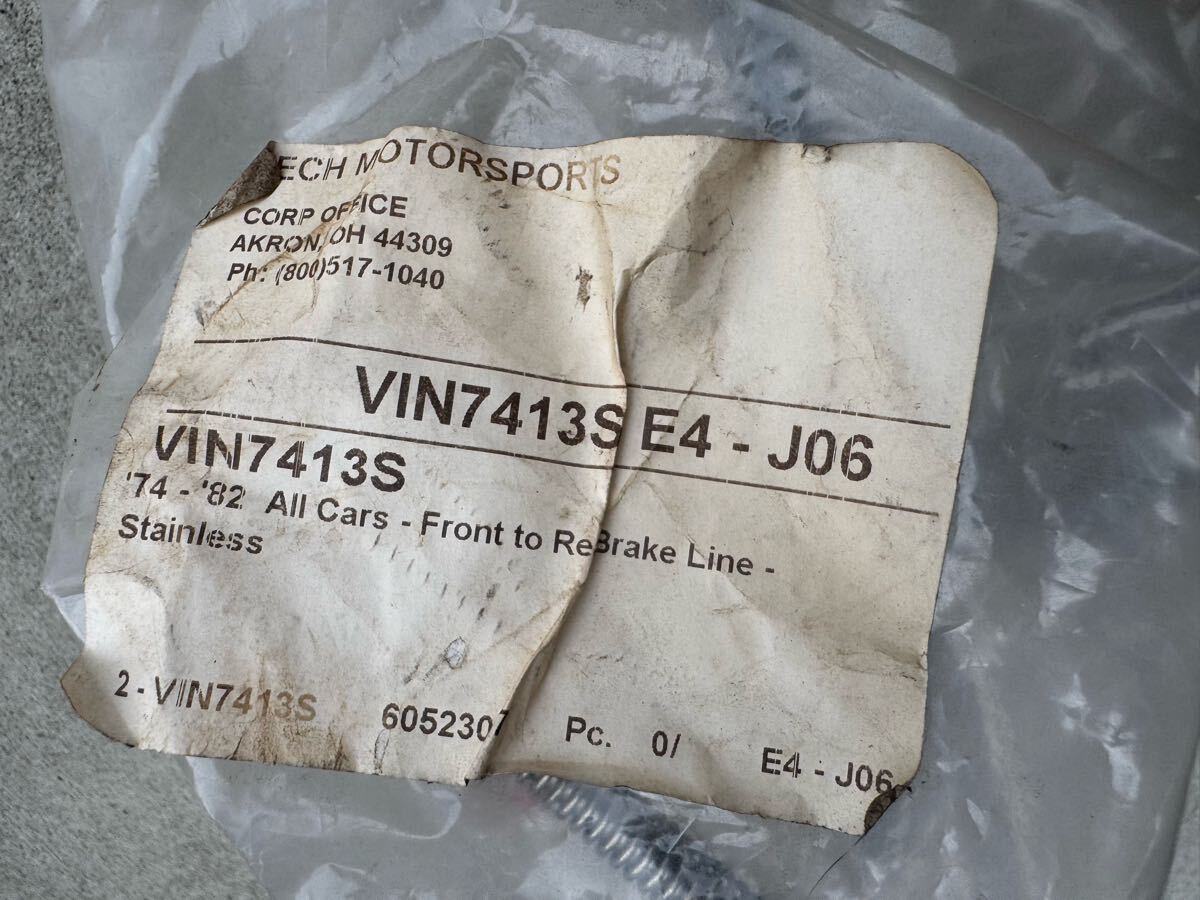 ECH MOTORSPORTS
CORP OFFICE
AKRON, OH 44309
Ph: (800)517-1040
VIN7413S E4 - J06
VIN7413S
'74 - '82 All Cars - Front to ReBrake Line -
Stainless
2 - VIN7413S 6052307 Pc. 0/ E4 - J06